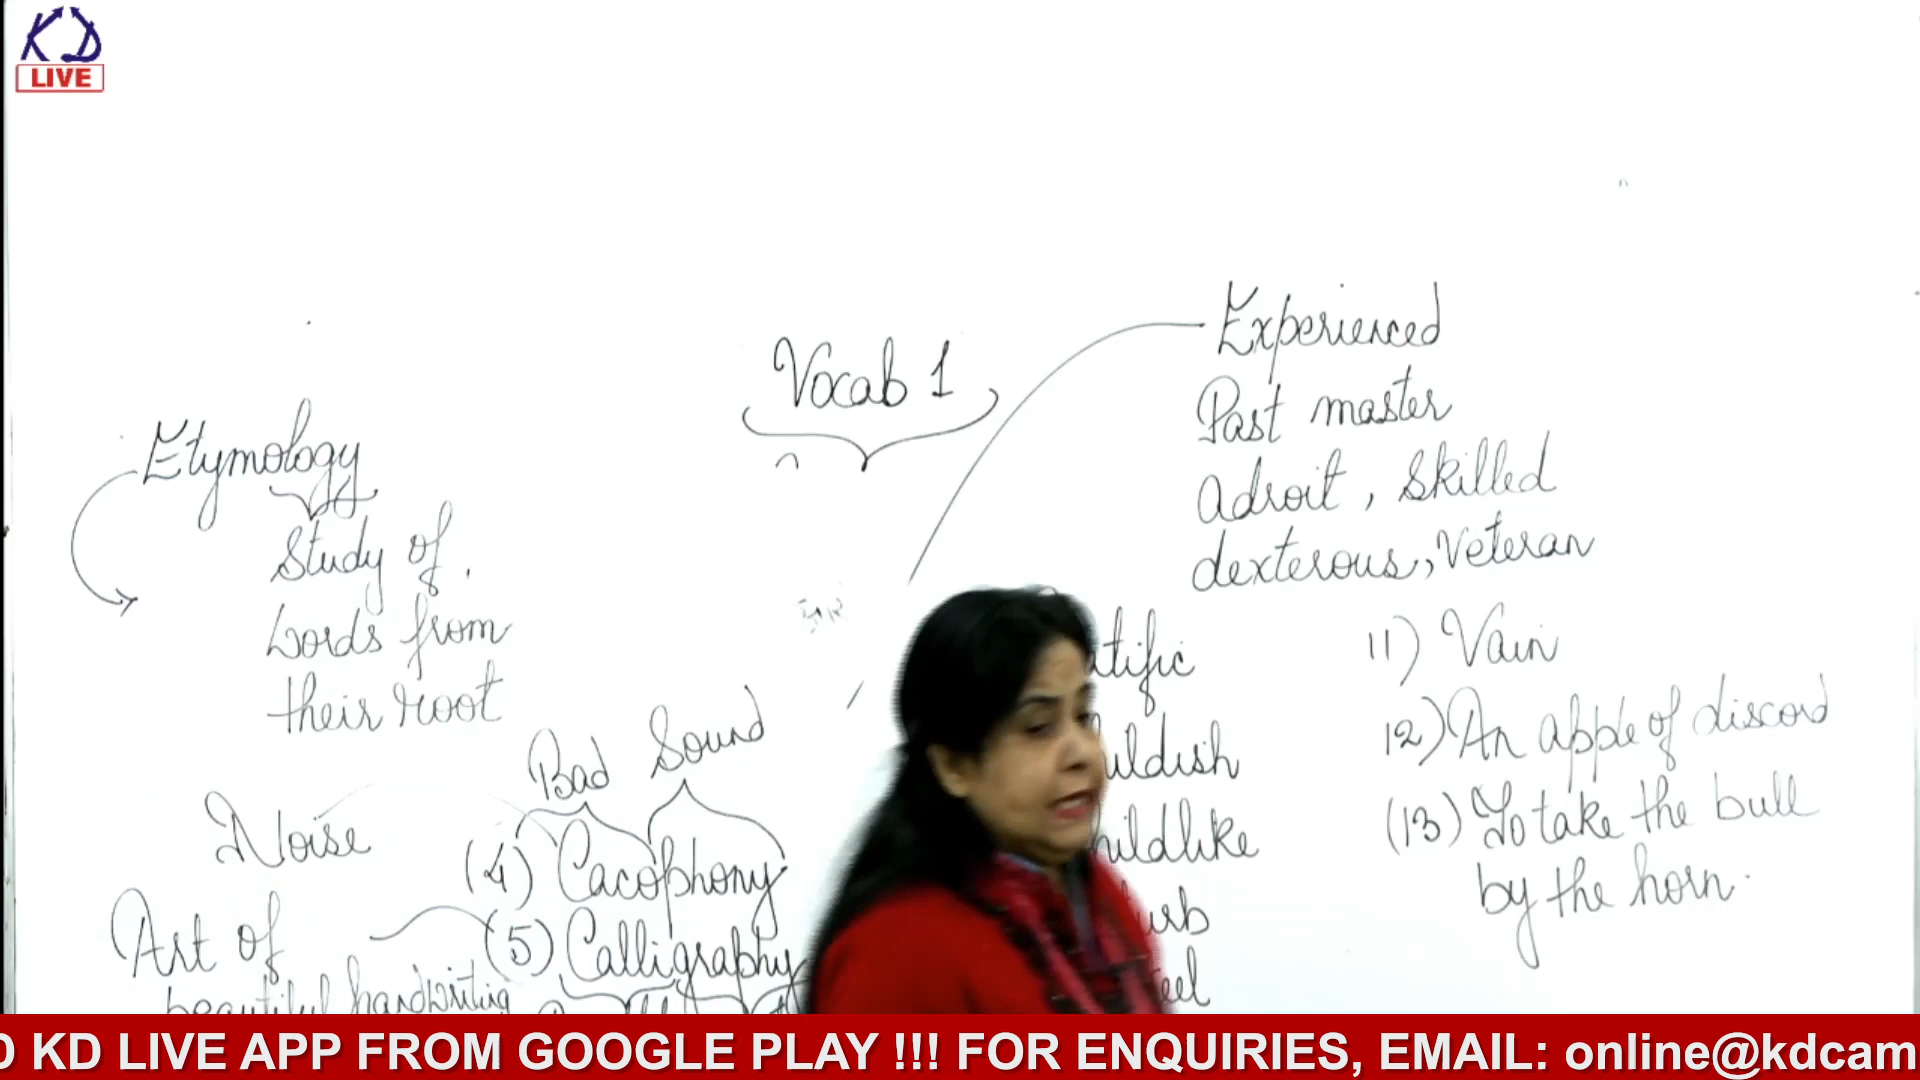 KD
LIVE
Vocab 1
Etymology
Study of
words from
their root
Experienced
Past master
Adroit, Skilled
dexterous, Veteran
Bad Sound
Noise
(4) Cacophony
Art of
beautiful handwriting
(5) Calligraphy
11) Vain
12) An apple of discord
(13) To take the bull
by the horn.
KD LIVE APP FROM GOOGLE PLAY !!! FOR ENQUIRIES, EMAIL: online@kdcam